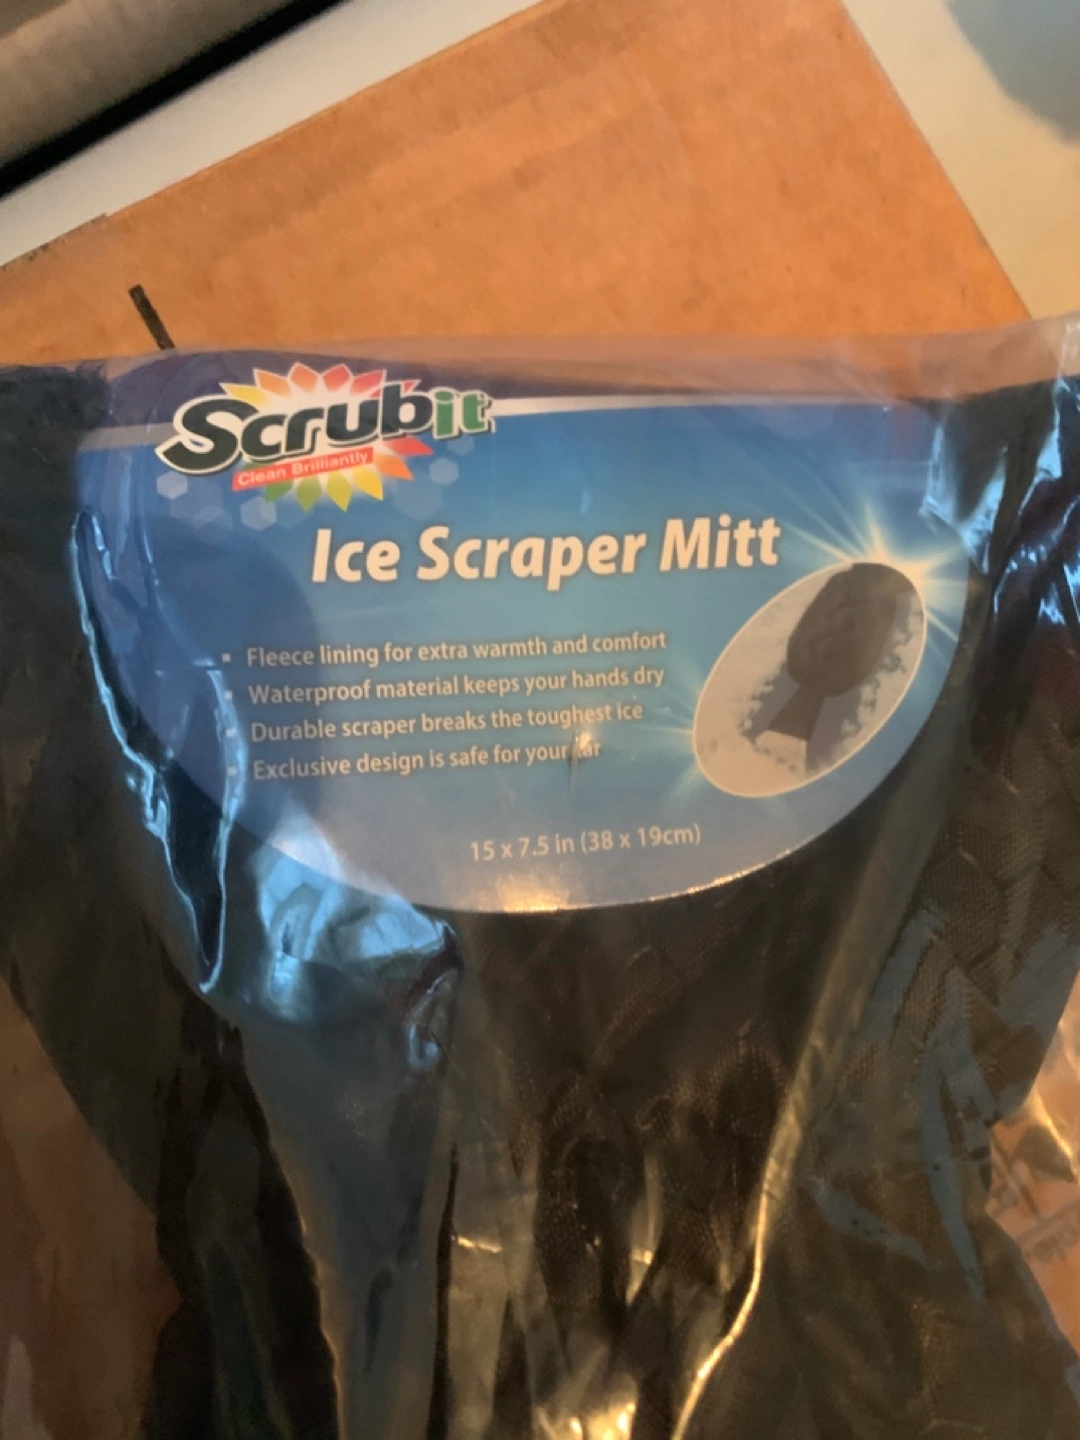 Scrubit
Clean Brilliantly
Ice Scraper Mitt
▪ Fleece lining for extra warmth and comfort
▪ Waterproof material keeps your hands dry
▪ Durable scraper breaks the toughest ice
▪ Exclusive design is safe for your car
15 x 7.5 in (38 x 19cm)